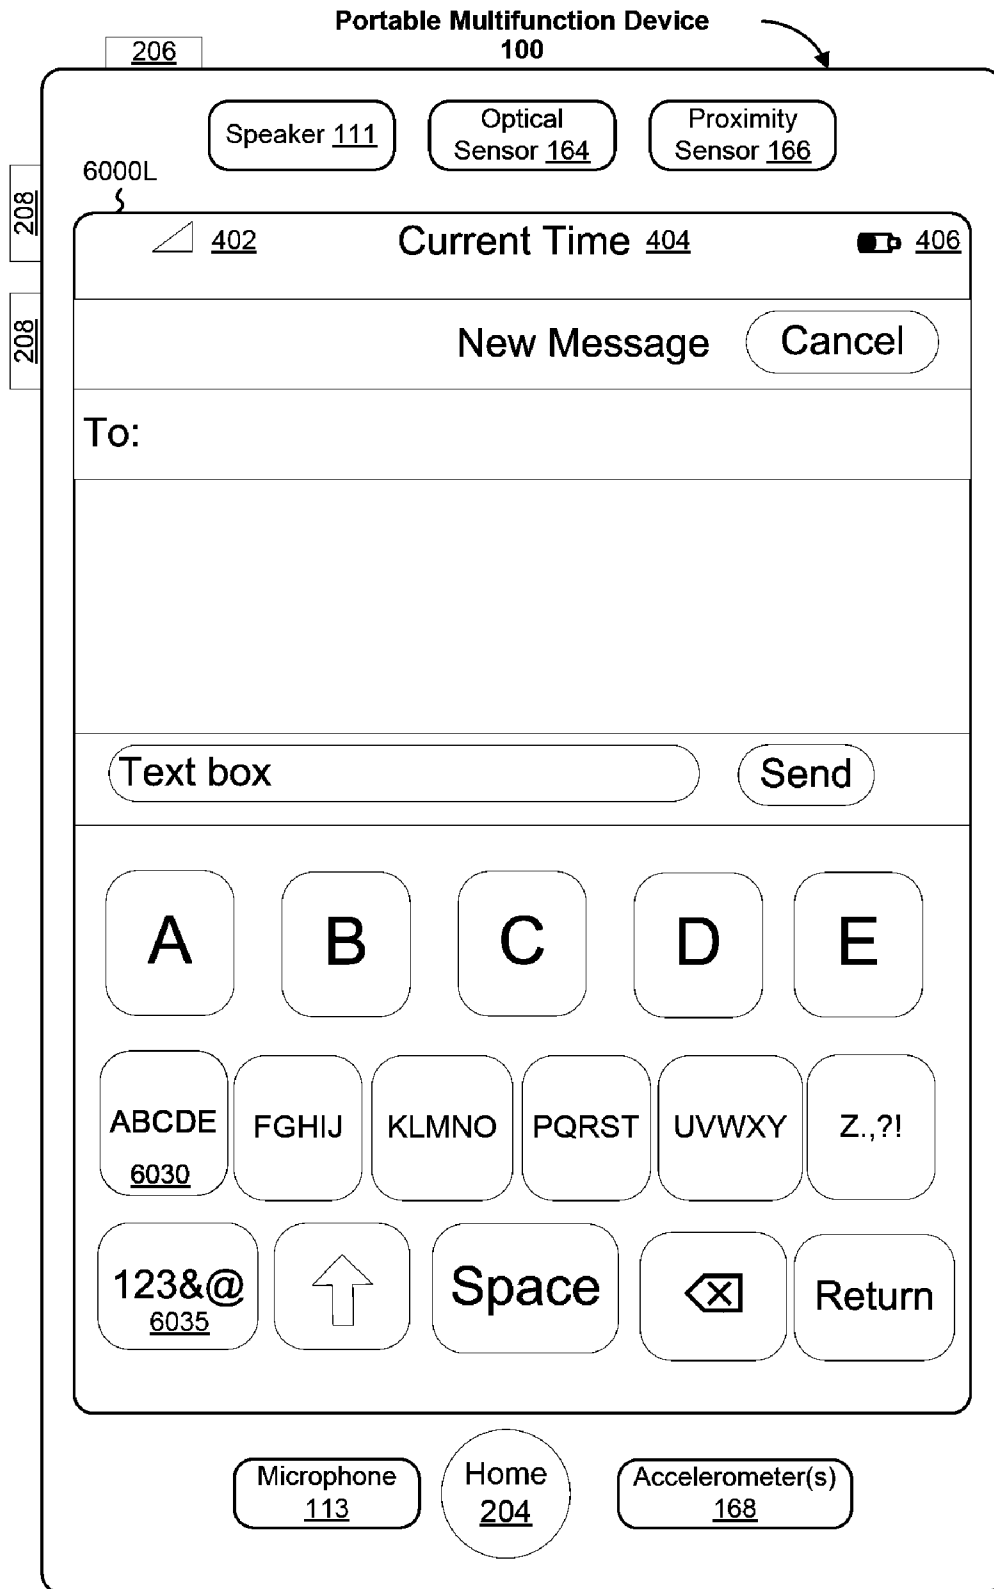 Portable Multifunction Device
100
206
Speaker 111
Optical
Sensor 164
Proximity
Sensor 166
6000L
208
402
Current Time 404
406
208
New Message
Cancel
To:
Text box
Send
A
B
C
D
E
ABCDE
6030
FGHIJ
KLMNO
PQRST
UVWXY
Z.,?!
123&@
6035
Space
Return
Microphone
113
Home
204
Accelerometer(s)
168